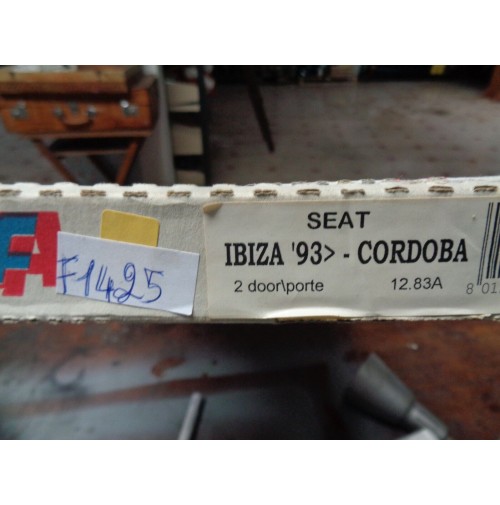 FA
F1425
SEAT
IBIZA '93> - CORDOBA
2 door\porte 12.83A
8 01